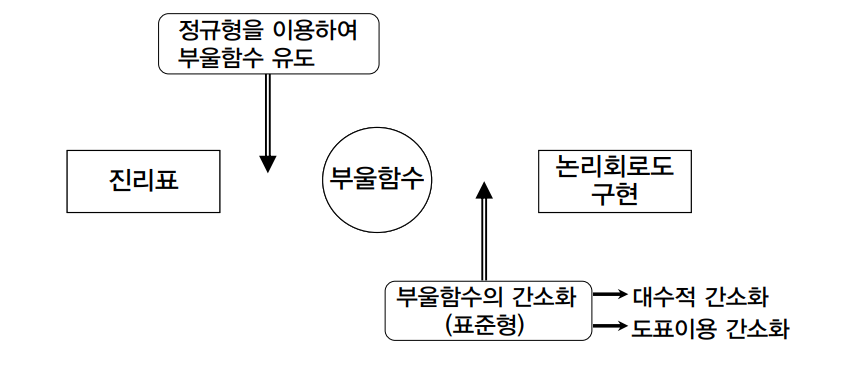 정규형을 이용하여
부울함수 유도
진리표
부울함수
논리회로도
구현
부울함수의 간소화
(표준형)
대수적 간소화
도표이용 간소화